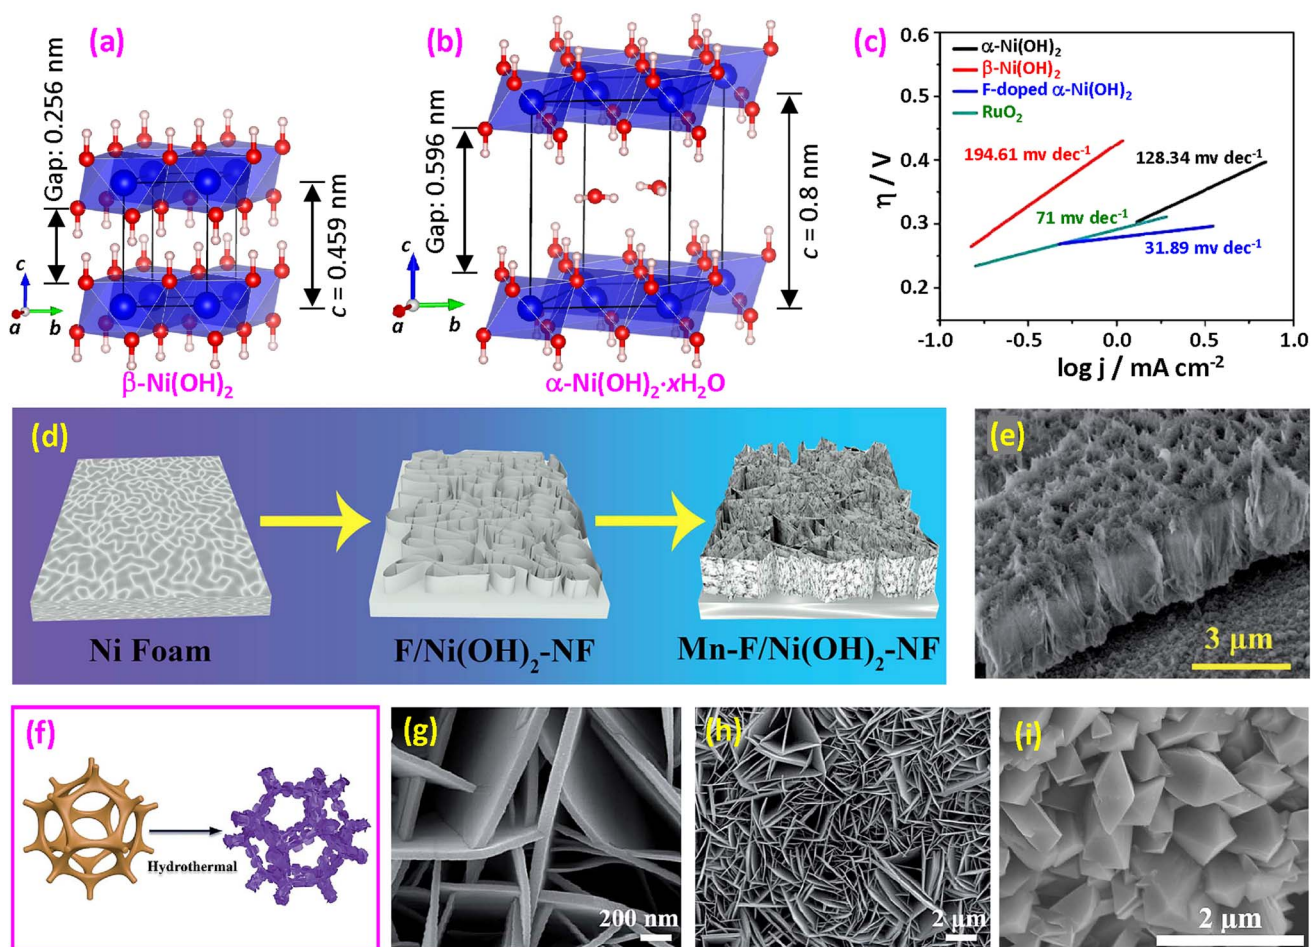 (a)
Gap: 0.256 nm
c = 0.459 nm
c
a
b
β-Ni(OH)₂
(b)
Gap: 0.596 nm
c = 0.8 nm
c
a
b
α-Ni(OH)₂·xH₂O
(c)
α-Ni(OH)₂
β-Ni(OH)₂
F-doped α-Ni(OH)₂
RuO₂
194.61 mv dec⁻¹
128.34 mv dec⁻¹
71 mv dec⁻¹
31.89 mv dec⁻¹
η / V
0.6
0.5
0.4
0.3
0.2
-1.0
-0.5
0.0
0.5
1.0
log j / mA cm⁻²
(d)
Ni Foam
F/Ni(OH)₂-NF
Mn-F/Ni(OH)₂-NF
(e)
3 μm
(f)
Hydrothermal
(g)
200 nm
(h)
2 μm
(i)
2 μm